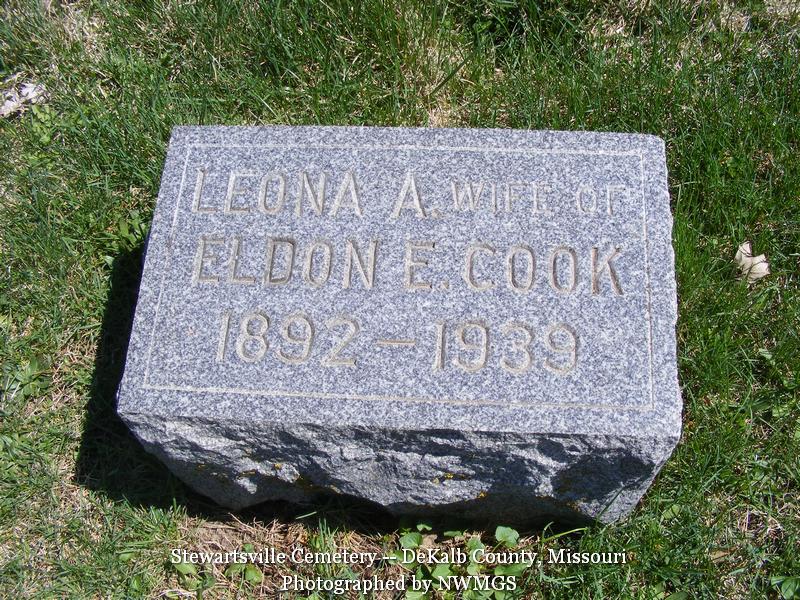 LEONA A. WIFE OF
ELDON E. COOK
1892 – 1939
Stewartsville Cemetery -- DeKalb County, Missouri
Photographed by NWMGS